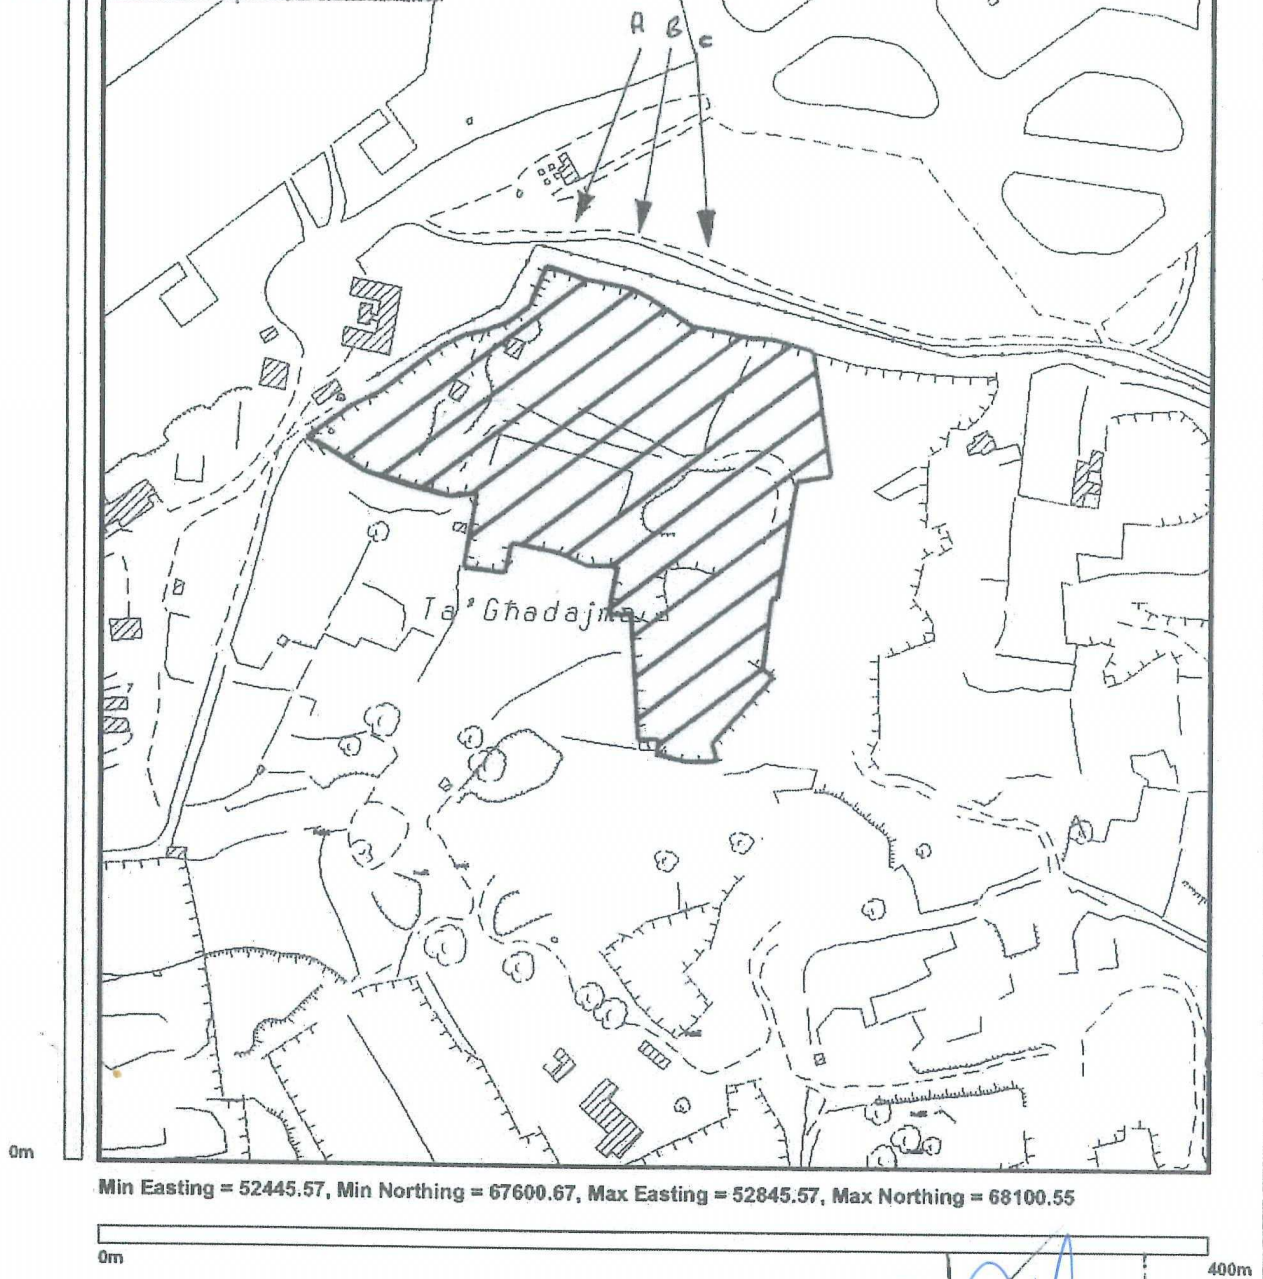 A B C
Ta' Għadajma
0m
Min Easting = 52445.57, Min Northing = 67600.67, Max Easting = 52845.57, Max Northing = 68100.55
0m
400m